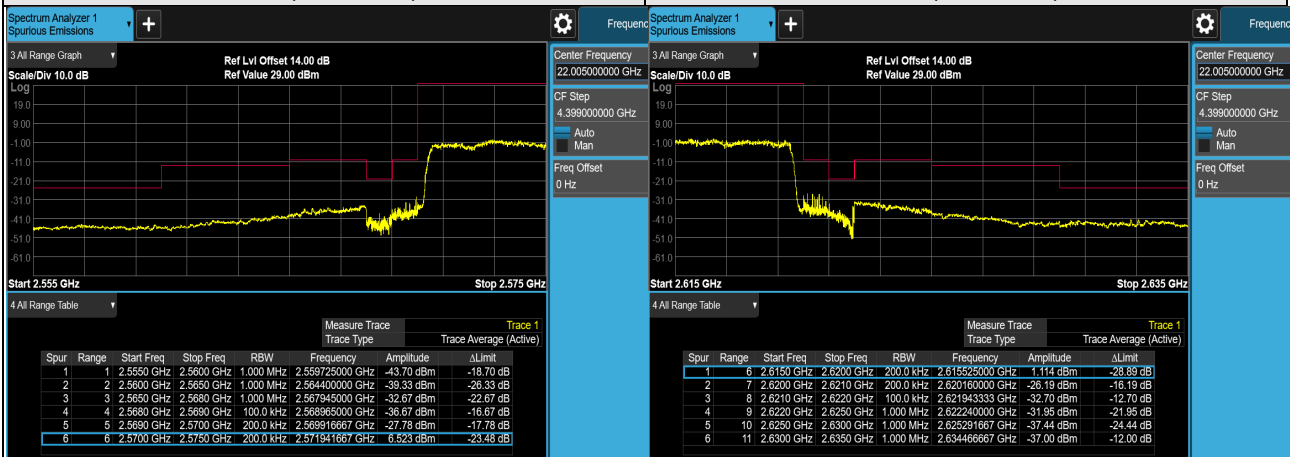 Spectrum Analyzer 1
Spurious Emissions
+
Frequenc
3 All Range Graph
Ref Lvl Offset 14.00 dB
Scale/Div 10.0 dB
Ref Value 29.00 dBm
Log
19.0
9.00
-1.00
-11.0
-21.0
-31.0
-41.0
-51.0
-61.0
Start 2.555 GHz
Stop 2.575 GHz
Center Frequency
22.005000000 GHz
CF Step
4.399000000 GHz
Auto
Man
Freq Offset
0 Hz
4 All Range Table
Measure Trace Trace 1
Trace Type Trace Average (Active)
Spur Range Start Freq Stop Freq RBW Frequency Amplitude ΔLimit
1 1 2.5550 GHz 2.5600 GHz 1.000 MHz 2.559725000 GHz -43.70 dBm -18.70 dB
2 2 2.5600 GHz 2.5650 GHz 1.000 MHz 2.564400000 GHz -39.33 dBm -26.33 dB
3 3 2.5650 GHz 2.5680 GHz 1.000 MHz 2.567945000 GHz -32.67 dBm -22.67 dB
4 4 2.5680 GHz 2.5690 GHz 100.0 kHz 2.568965000 GHz -36.67 dBm -16.67 dB
5 5 2.5690 GHz 2.5700 GHz 200.0 kHz 2.569916667 GHz -27.78 dBm -17.78 dB
6 6 2.5700 GHz 2.5750 GHz 200.0 kHz 2.571941667 GHz 6.523 dBm -23.48 dB
Spectrum Analyzer 1
Spurious Emissions
+
Frequenc
3 All Range Graph
Ref Lvl Offset 14.00 dB
Scale/Div 10.0 dB
Ref Value 29.00 dBm
Log
19.0
9.00
-1.00
-11.0
-21.0
-31.0
-41.0
-51.0
-61.0
Start 2.615 GHz
Stop 2.635 GHz
Center Frequency
22.005000000 GHz
CF Step
4.399000000 GHz
Auto
Man
Freq Offset
0 Hz
4 All Range Table
Measure Trace Trace 1
Trace Type Trace Average (Active)
Spur Range Start Freq Stop Freq RBW Frequency Amplitude ΔLimit
1 6 2.6150 GHz 2.6200 GHz 200.0 kHz 2.615525000 GHz 1.114 dBm -28.89 dB
2 7 2.6200 GHz 2.6210 GHz 200.0 kHz 2.620160000 GHz -26.19 dBm -16.19 dB
3 8 2.6210 GHz 2.6220 GHz 100.0 kHz 2.621943333 GHz -32.70 dBm -12.70 dB
4 9 2.6220 GHz 2.6250 GHz 1.000 MHz 2.622240000 GHz -31.95 dBm -21.95 dB
5 10 2.6250 GHz 2.6300 GHz 1.000 MHz 2.625291667 GHz -37.44 dBm -24.44 dB
6 11 2.6300 GHz 2.6350 GHz 1.000 MHz 2.634466667 GHz -37.00 dBm -12.00 dB